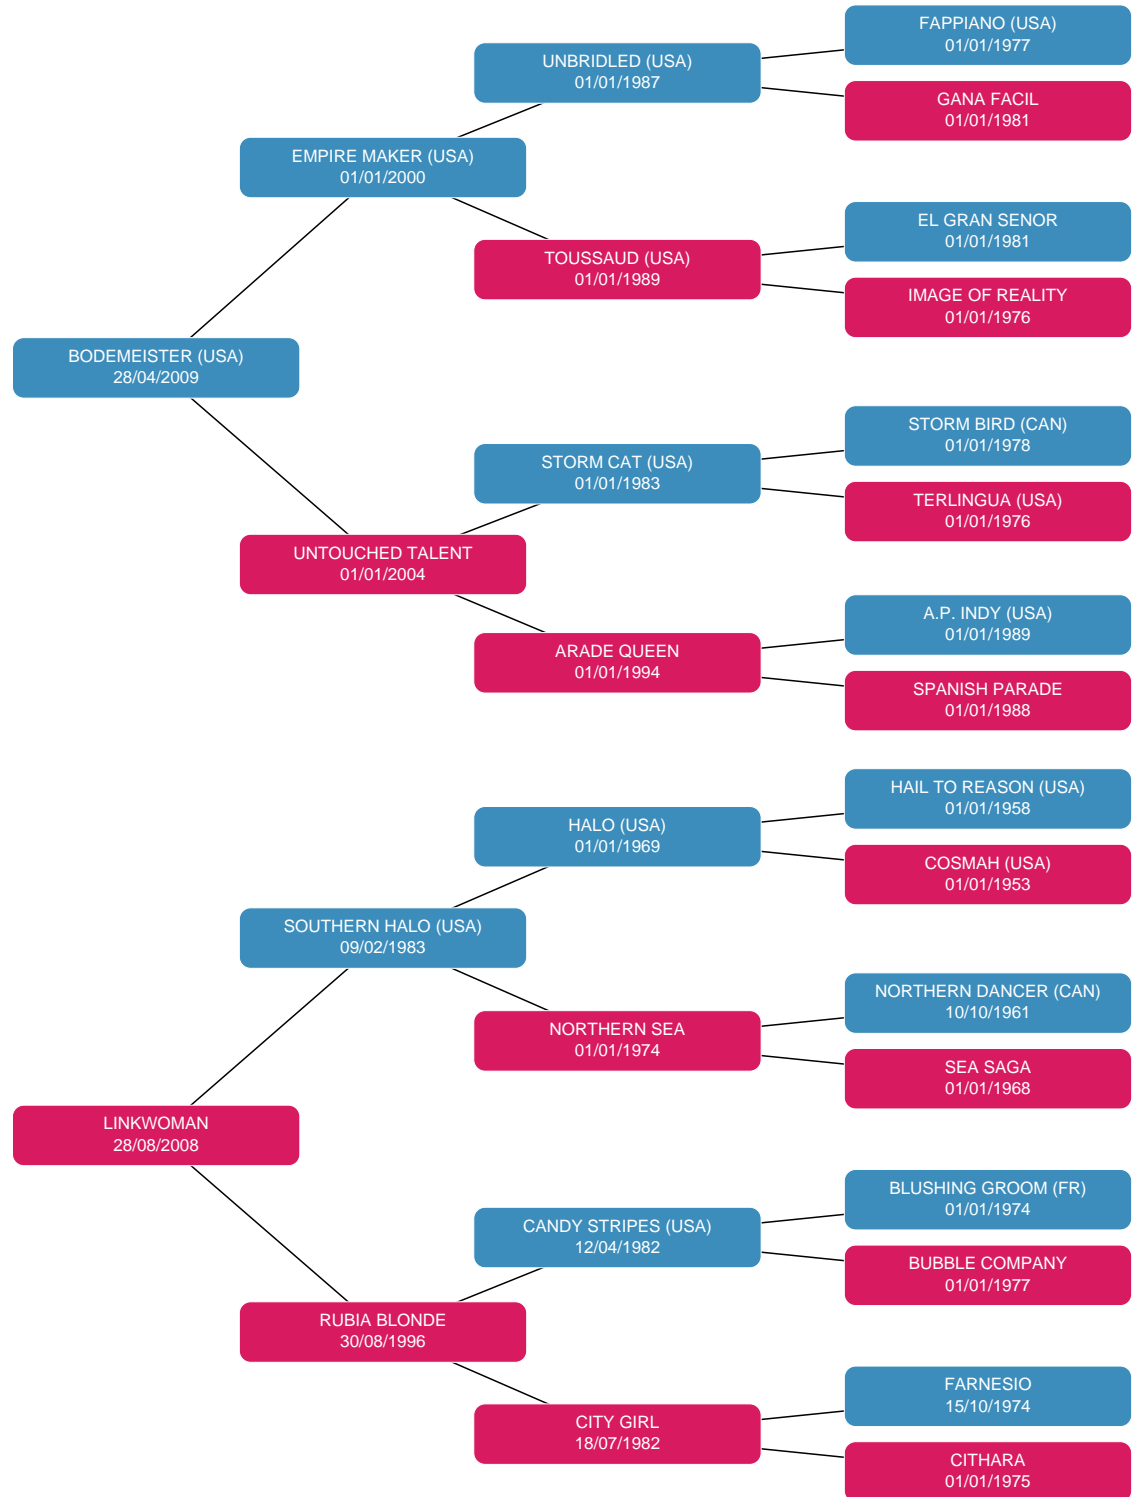 FAPPIANO (USA)
01/01/1977
UNBRIDLED (USA)
01/01/1987
GANA FACIL
01/01/1981
EMPIRE MAKER (USA)
01/01/2000
EL GRAN SENOR
01/01/1981
TOUSSAUD (USA)
01/01/1989
IMAGE OF REALITY
01/01/1976
BODEMEISTER (USA)
28/04/2009
STORM BIRD (CAN)
01/01/1978
STORM CAT (USA)
01/01/1983
TERLINGUA (USA)
01/01/1976
UNTOUCHED TALENT
01/01/2004
A.P. INDY (USA)
01/01/1989
ARADE QUEEN
01/01/1994
SPANISH PARADE
01/01/1988
HAIL TO REASON (USA)
01/01/1958
HALO (USA)
01/01/1969
COSMAH (USA)
01/01/1953
SOUTHERN HALO (USA)
09/02/1983
NORTHERN DANCER (CAN)
10/10/1961
NORTHERN SEA
01/01/1974
SEA SAGA
01/01/1968
LINKWOMAN
28/08/2008
BLUSHING GROOM (FR)
01/01/1974
CANDY STRIPES (USA)
12/04/1982
BUBBLE COMPANY
01/01/1977
RUBIA BLONDE
30/08/1996
FARNESIO
15/10/1974
CITY GIRL
18/07/1982
CITHARA
01/01/1975